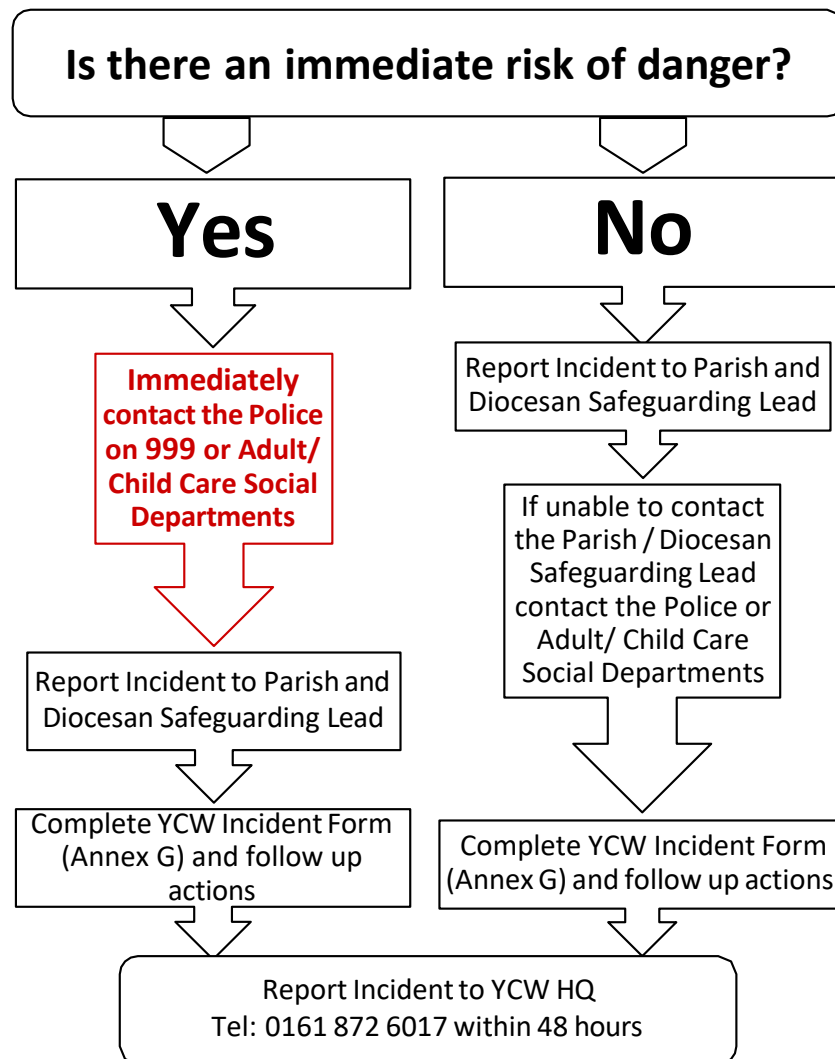 Is there an immediate risk of danger?
Yes
No
Immediately
contact the Police
on 999 or Adult/
Child Care Social
Departments
Report Incident to Parish and
Diocesan Safeguarding Lead
If unable to contact
the Parish / Diocesan
Safeguarding Lead
contact the Police or
Adult/ Child Care
Social Departments
Report Incident to Parish and
Diocesan Safeguarding Lead
Complete YCW Incident Form
(Annex G) and follow up
actions
Complete YCW Incident Form
(Annex G) and follow up actions
Report Incident to YCW HQ
Tel: 0161 872 6017 within 48 hours